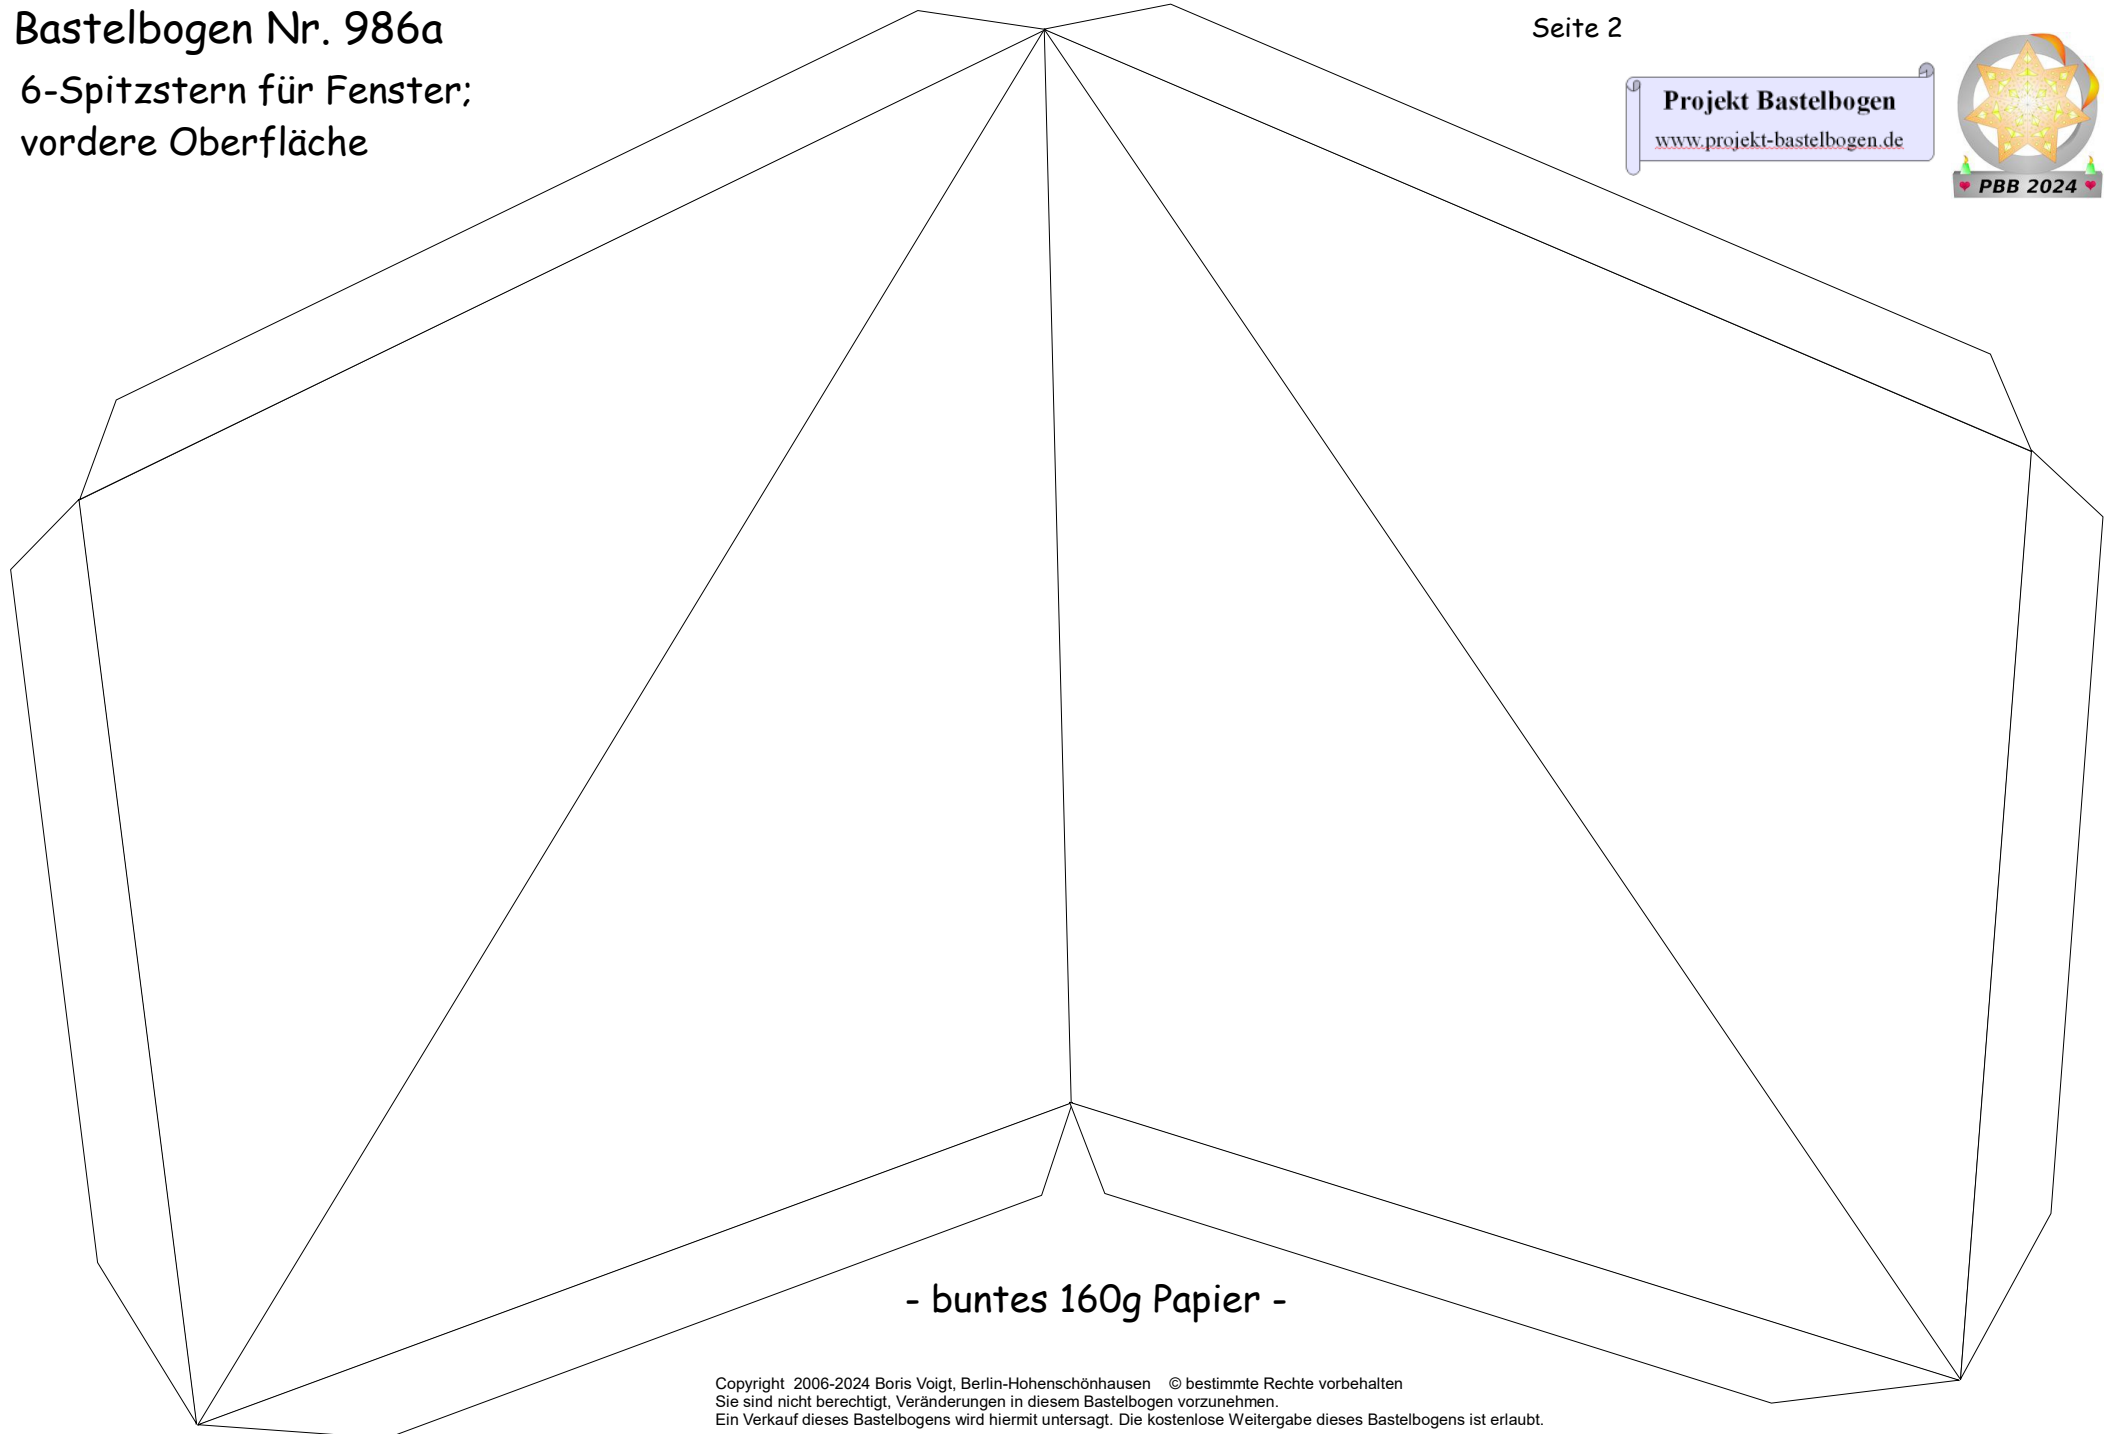 Bastelbogen Nr. 986a
6-Spitzstern für Fenster;
vordere Oberfläche
Seite 2
Projekt Bastelbogen
www.projekt-bastelbogen.de
PBB 2024
- buntes 160g Papier -
Copyright 2006-2024 Boris Voigt, Berlin-Hohenschönhausen © bestimmte Rechte vorbehalten
Sie sind nicht berechtigt, Veränderungen in diesem Bastelbogen vorzunehmen.
Ein Verkauf dieses Bastelbogens wird hiermit untersagt. Die kostenlose Weitergabe dieses Bastelbogens ist erlaubt.